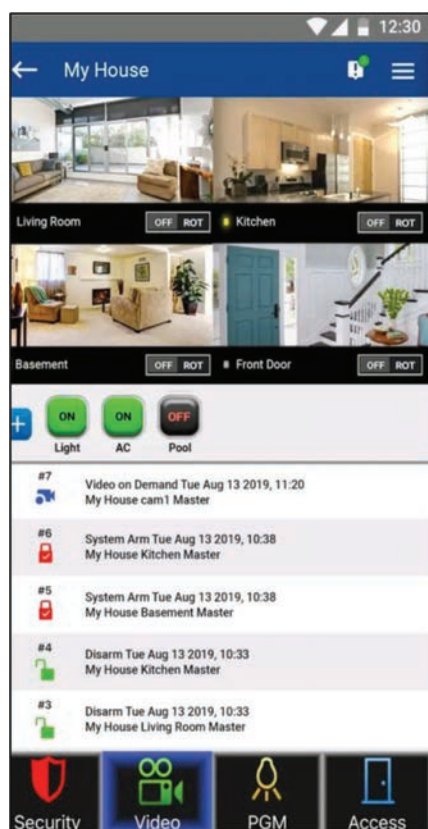 12:30
My House
Living Room OFF ROT Kitchen OFF ROT
Basement OFF ROT Front Door OFF ROT
ON ON OFF
Light AC Pool
#7
Video on Demand Tue Aug 13 2019, 11:20
My House cam1 Master
#6
System Arm Tue Aug 13 2019, 10:38
My House Kitchen Master
#5
System Arm Tue Aug 13 2019, 10:38
My House Basement Master
#4
Disarm Tue Aug 13 2019, 10:33
My House Kitchen Master
#3
Disarm Tue Aug 13 2019, 10:33
My House Living Room Master
Security Video PGM Access